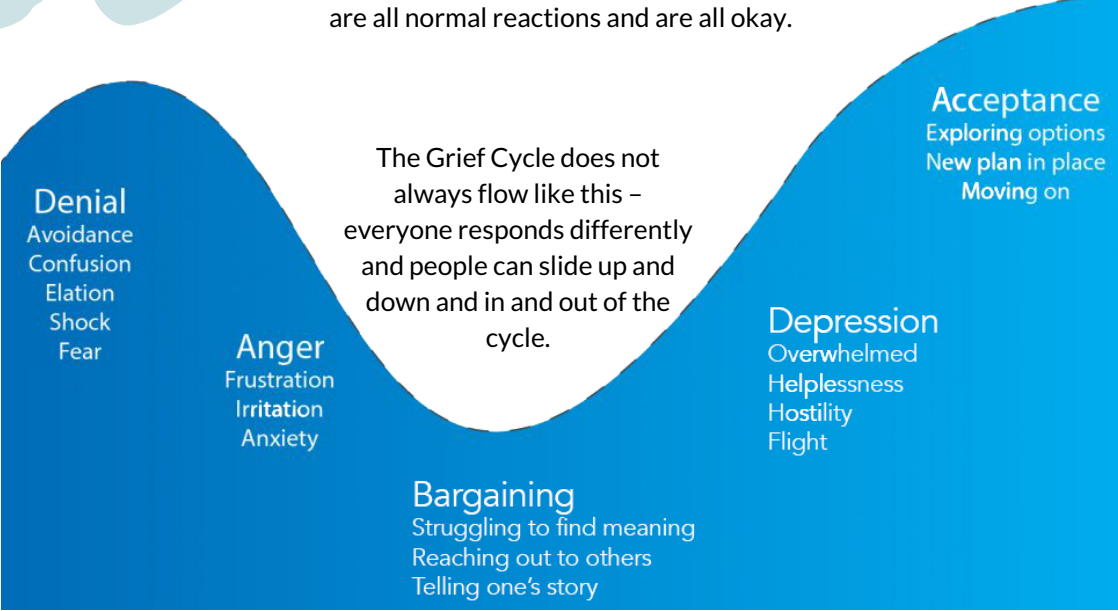 are all normal reactions and are all okay.
The Grief Cycle does not
always flow like this –
everyone responds differently
and people can slide up and
down and in and out of the
cycle.
Denial
Avoidance
Confusion
Elation
Shock
Fear
Anger
Frustration
Irritation
Anxiety
Bargaining
Struggling to find meaning
Reaching out to others
Telling one's story
Depression
Overwhelmed
Helplessness
Hostility
Flight
Acceptance
Exploring options
New plan in place
Moving on